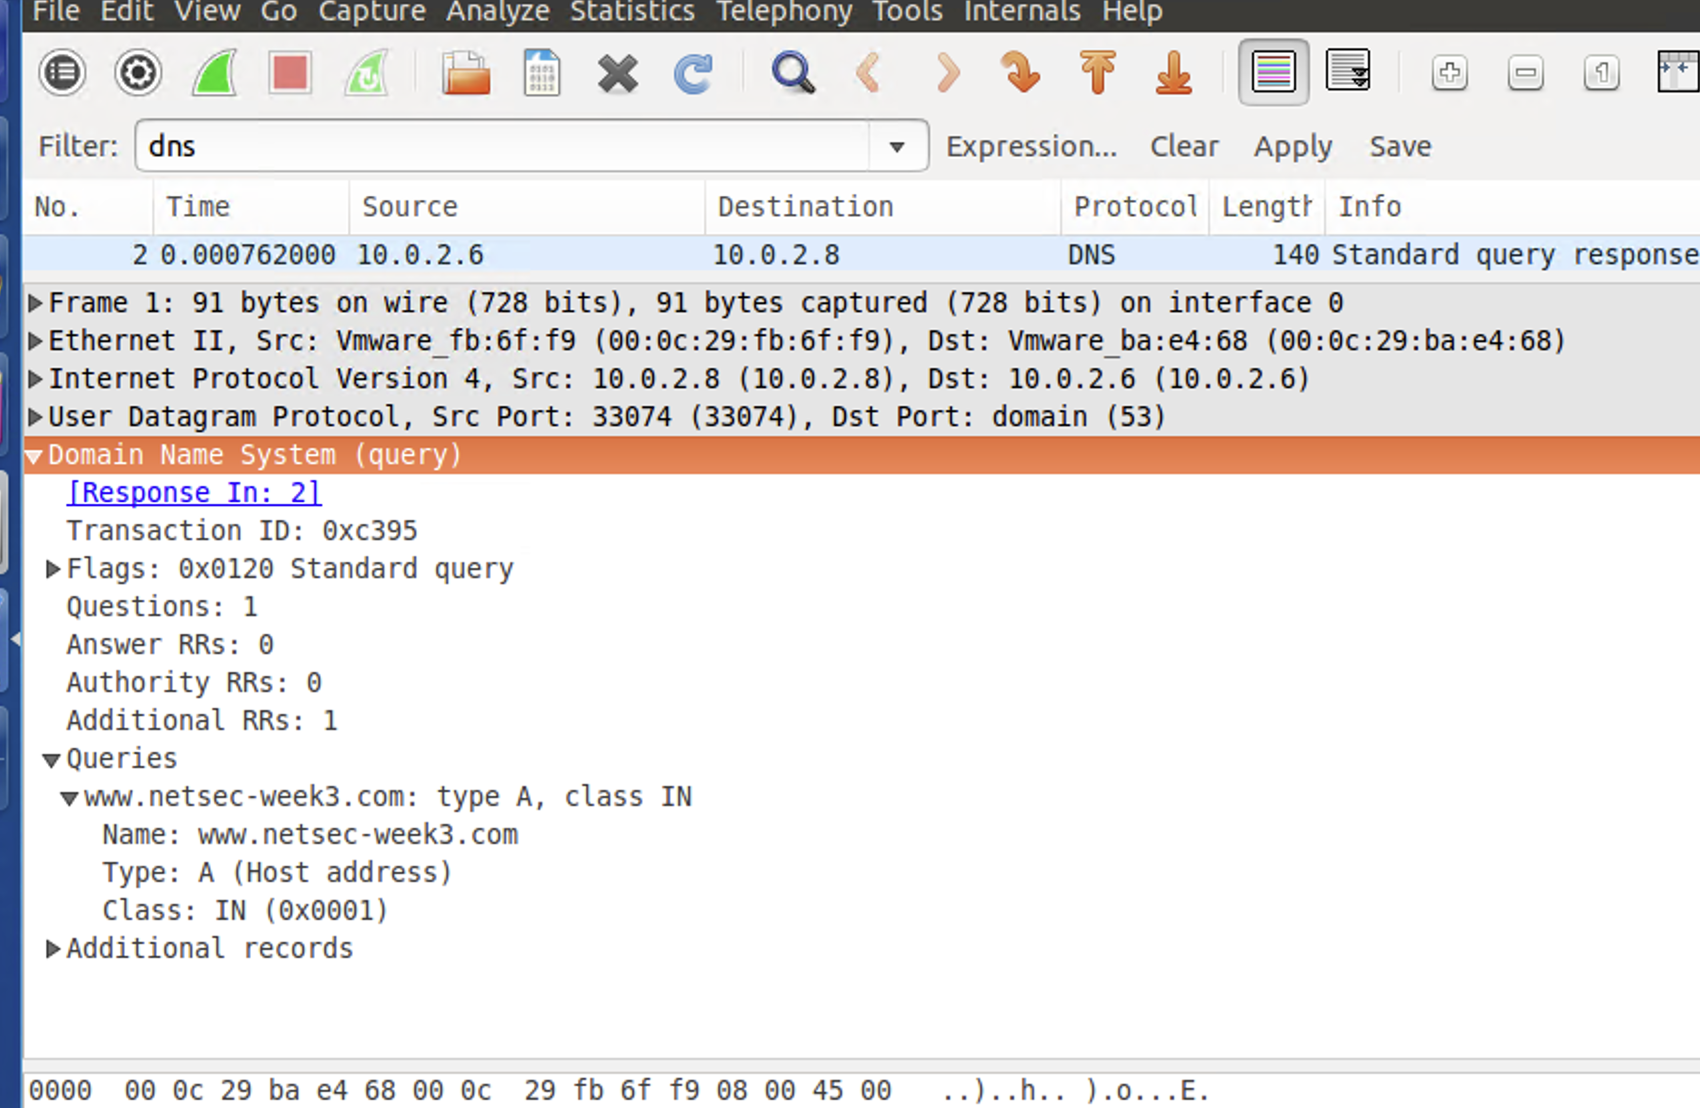 File Edit View Go Capture Analyze Statistics Telephony Tools Internals Help
Filter: dns Expression... Clear Apply Save
No. Time Source Destination Protocol Length Info
2 0.000762000 10.0.2.6 10.0.2.8 DNS 140 Standard query response
Frame 1: 91 bytes on wire (728 bits), 91 bytes captured (728 bits) on interface 0
Ethernet II, Src: Vmware_fb:6f:f9 (00:0c:29:fb:6f:f9), Dst: Vmware_ba:e4:68 (00:0c:29:ba:e4:68)
Internet Protocol Version 4, Src: 10.0.2.8 (10.0.2.8), Dst: 10.0.2.6 (10.0.2.6)
User Datagram Protocol, Src Port: 33074 (33074), Dst Port: domain (53)
Domain Name System (query)
[Response In: 2]
Transaction ID: 0xc395
Flags: 0x0120 Standard query
Questions: 1
Answer RRs: 0
Authority RRs: 0
Additional RRs: 1
Queries
www.netsec-week3.com: type A, class IN
Name: www.netsec-week3.com
Type: A (Host address)
Class: IN (0x0001)
Additional records
0000 00 0c 29 ba e4 68 00 0c 29 fb 6f f9 08 00 45 00 ..)..h.. ).o...E.